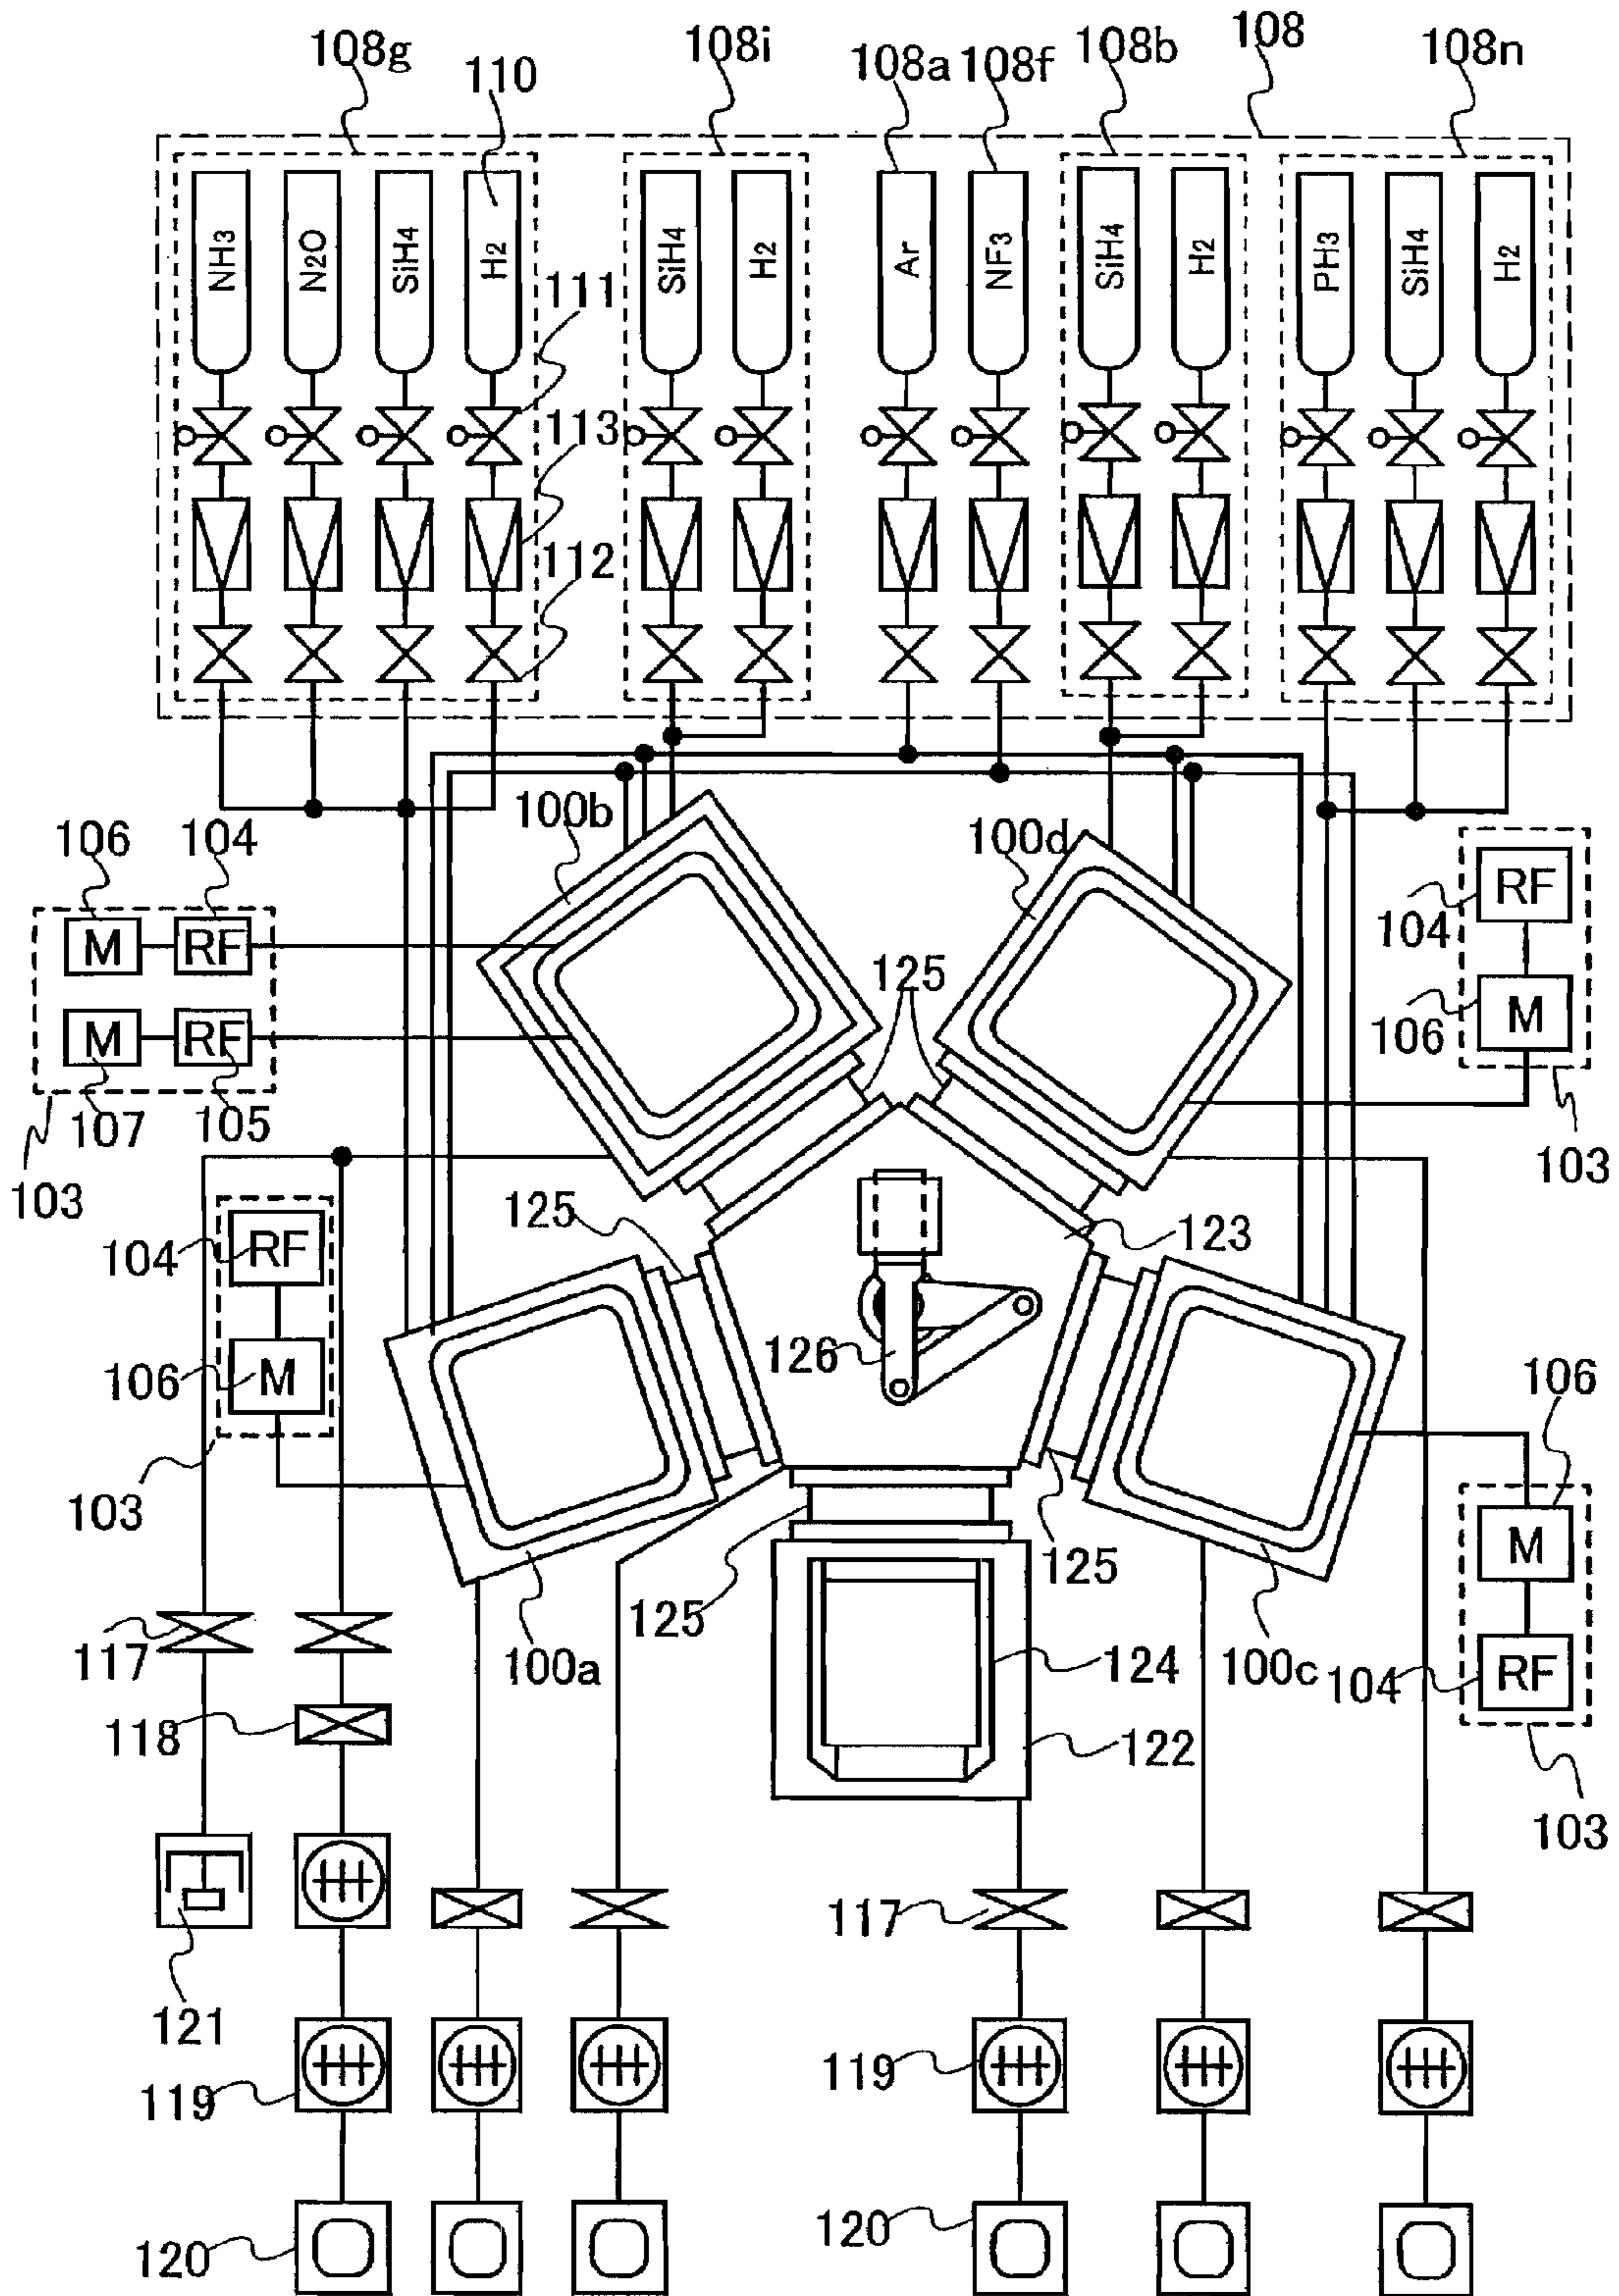 108g 110 108i 108a 108f 108b 108 108n
NH3 N2O SiH4 H2 SiH4 H2 Ar NF3 SiH4 H2 PH3 SiH4 H2
111
113
112
100b 100d
106 104
M RF
RF
104
125
M RF
M
106
107 105
103
103
125
123
104 RF
106 M
126
103
106
M
125
125
117
100a
124
100c 104 RF
118
122
103
117
121
119
119
120
120